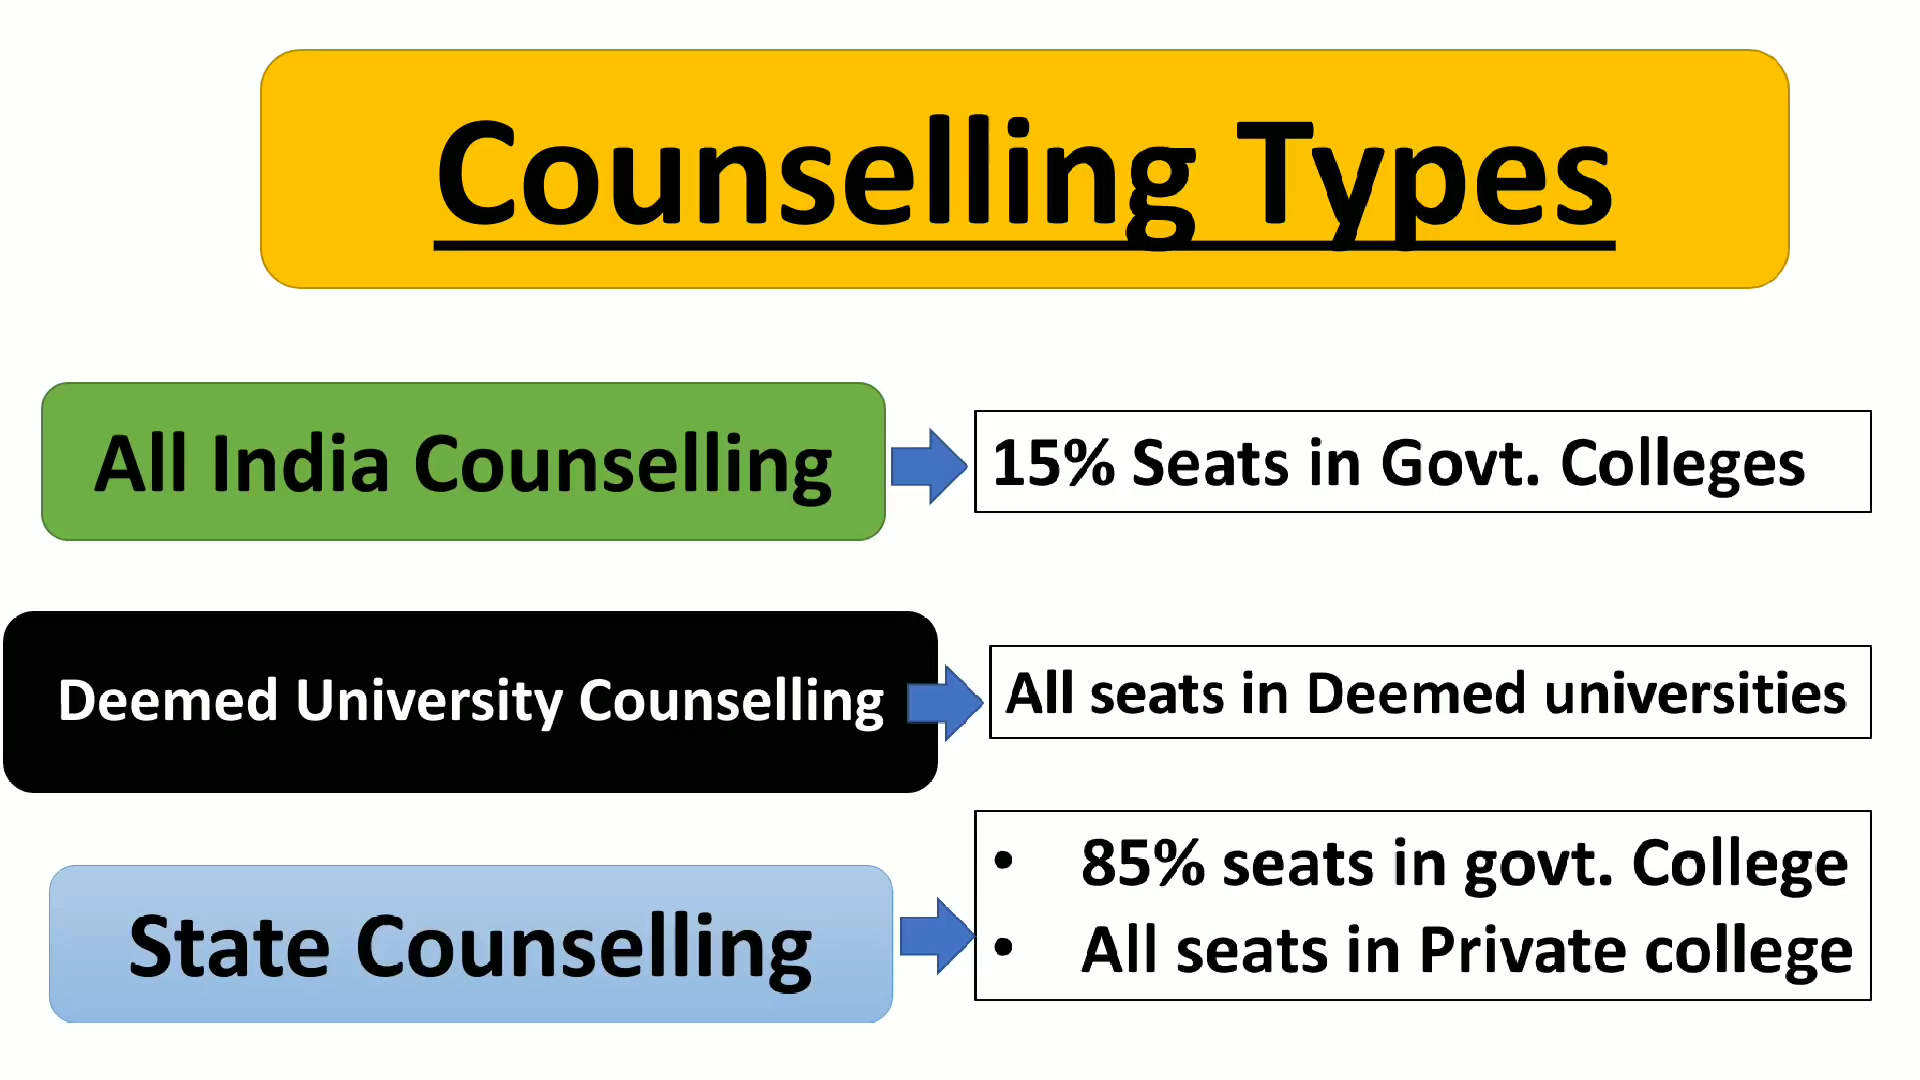 Counselling Types
All India Counselling
15% Seats in Govt. Colleges
Deemed University Counselling
All seats in Deemed universities
State Counselling
• 85% seats in govt. College
• All seats in Private college